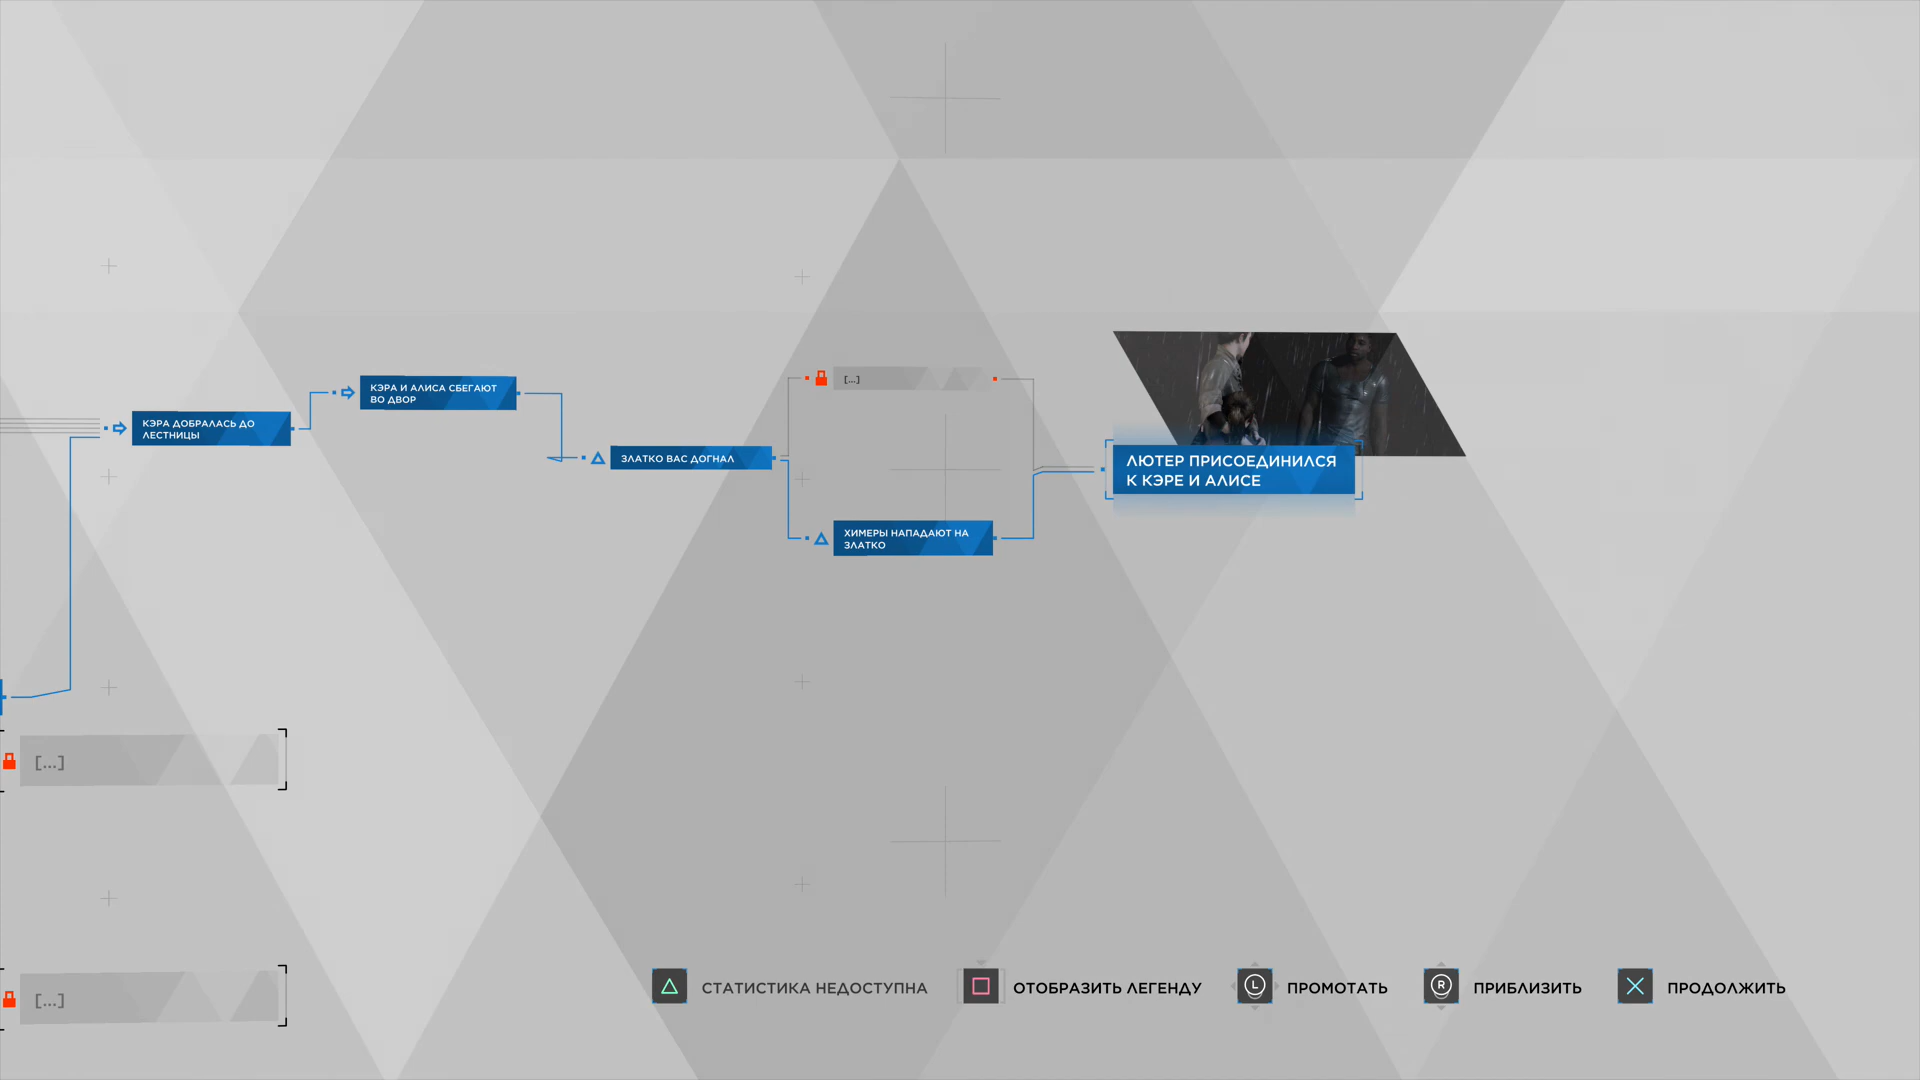 КЭРА ДОБРАЛАСЬ ДО
ЛЕСТНИЦЫ
КЭРА И АЛИСА СБЕГАЮТ
ВО ДВОР
ЗЛАТКО ВАС ДОГНАЛ
[...]
ХИМЕРЫ НАПАДАЮТ НА
ЗЛАТКО
ЛЮТЕР ПРИСОЕДИНИЛСЯ
К КЭРЕ И АЛИСЕ
[...]
[...]
СТАТИСТИКА НЕДОСТУПНА
ОТОБРАЗИТЬ ЛЕГЕНДУ
L
ПРОМОТАТЬ
R
ПРИБЛИЗИТЬ
ПРОДОЛЖИТЬ